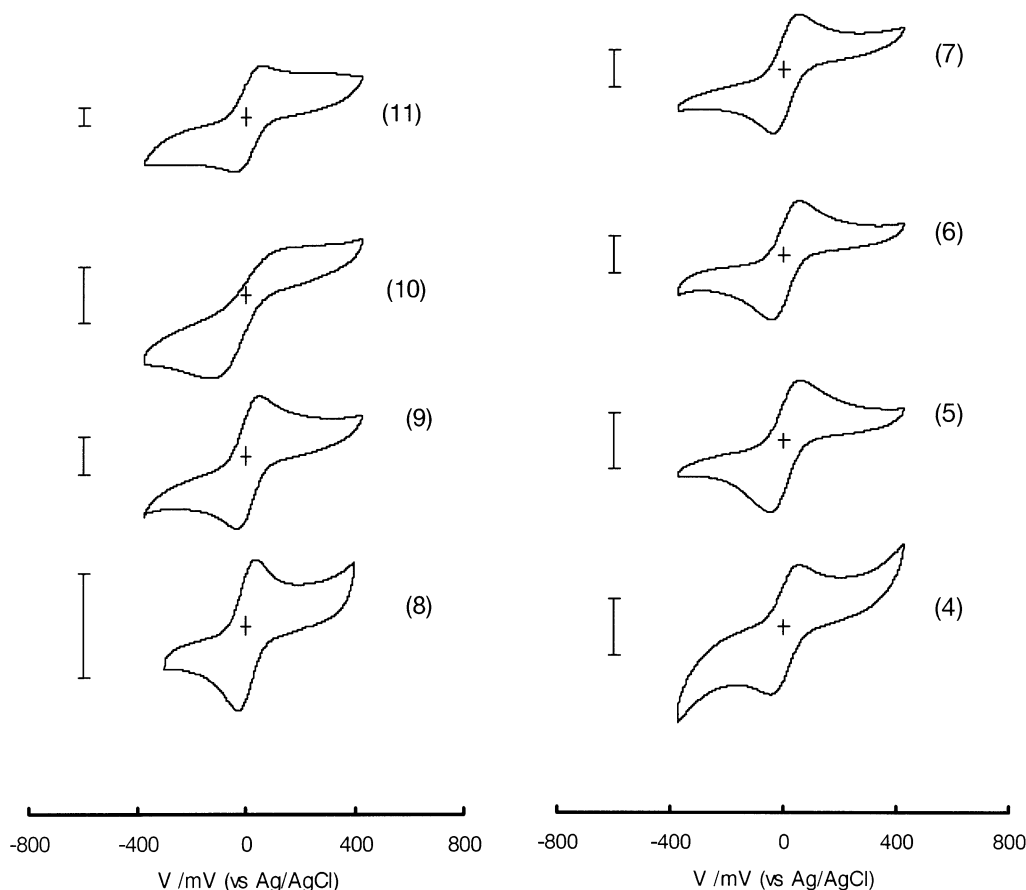 (11)
(10)
(9)
(8)
-800 -400 0 400 800
V /mV (vs Ag/AgCl)
(7)
(6)
(5)
(4)
-800 -400 0 400 800
V /mV (vs Ag/AgCl)